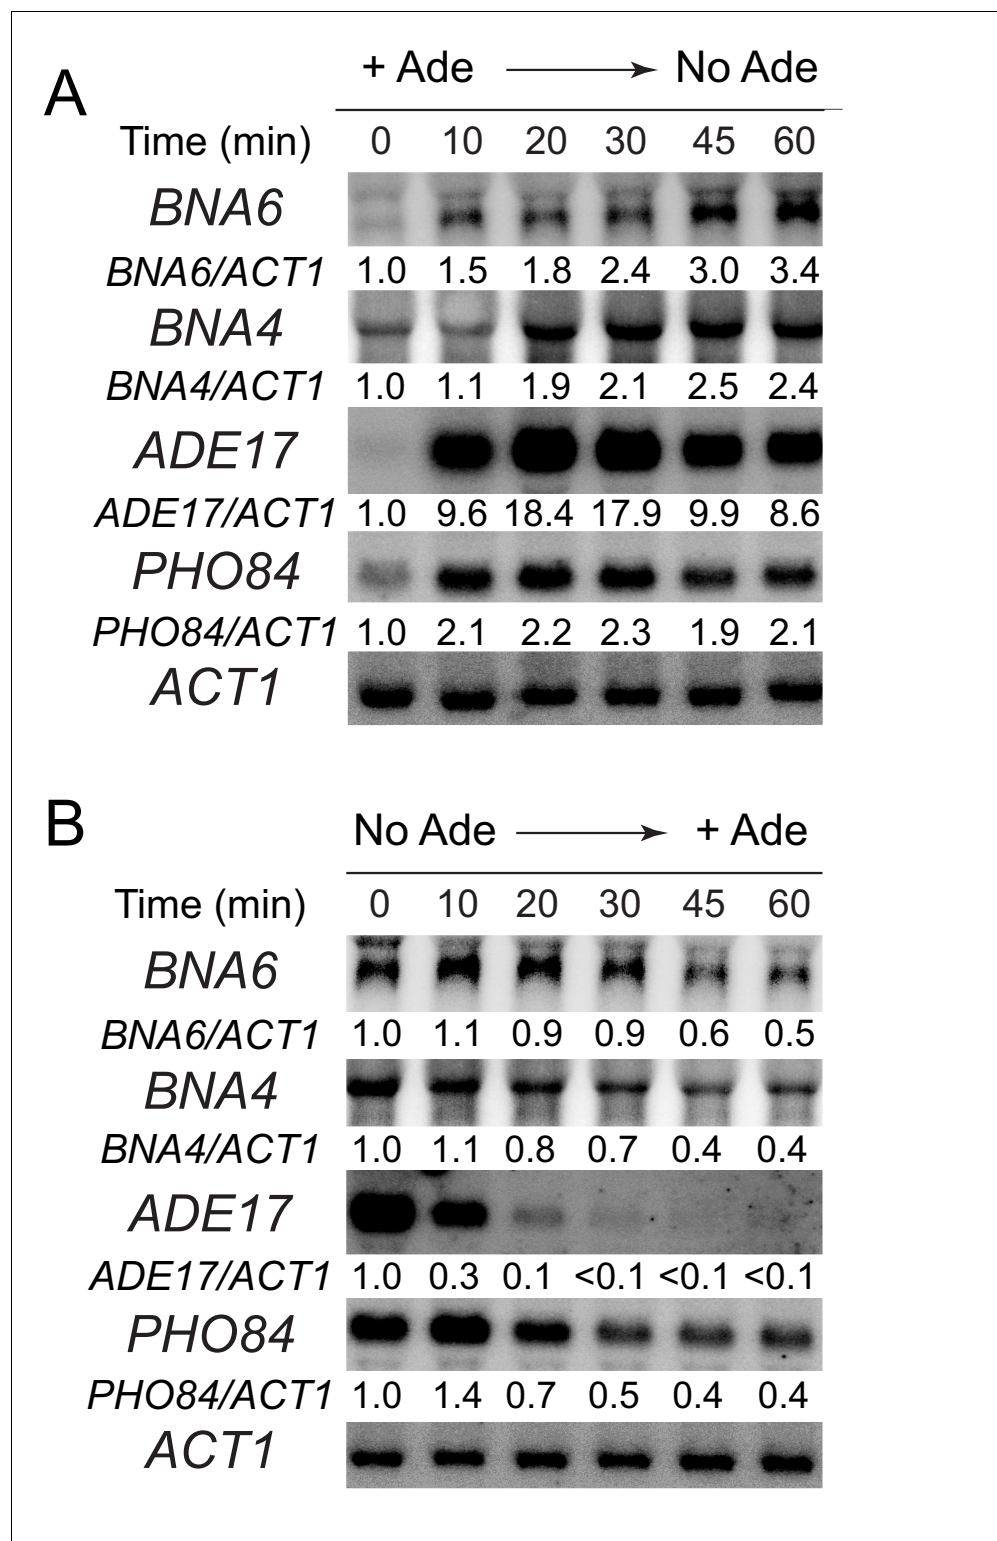 A
+ Ade → No Ade
Time (min) 0 10 20 30 45 60
BNA6
BNA6/ACT1 1.0 1.5 1.8 2.4 3.0 3.4
BNA4
BNA4/ACT1 1.0 1.1 1.9 2.1 2.5 2.4
ADE17
ADE17/ACT1 1.0 9.6 18.4 17.9 9.9 8.6
PHO84
PHO84/ACT1 1.0 2.1 2.2 2.3 1.9 2.1
ACT1
B
No Ade → + Ade
Time (min) 0 10 20 30 45 60
BNA6
BNA6/ACT1 1.0 1.1 0.9 0.9 0.6 0.5
BNA4
BNA4/ACT1 1.0 1.1 0.8 0.7 0.4 0.4
ADE17
ADE17/ACT1 1.0 0.3 0.1 <0.1 <0.1 <0.1
PHO84
PHO84/ACT1 1.0 1.4 0.7 0.5 0.4 0.4
ACT1